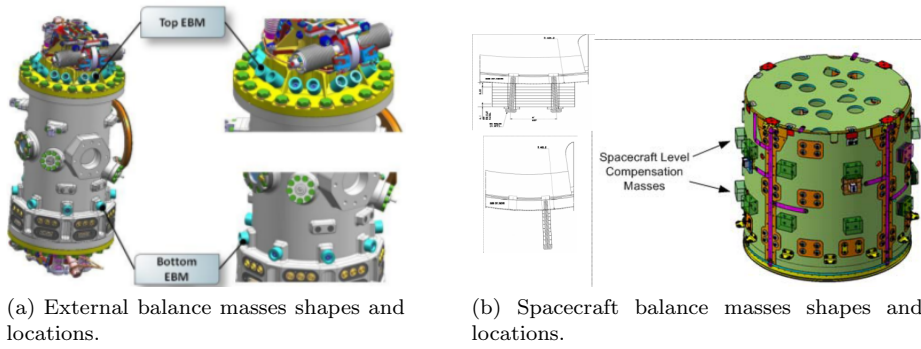 Top EBM
Bottom
EBM
Spacecraft Level
Compensation
Masses
(a) External balance masses shapes and
locations.
(b) Spacecraft balance masses shapes and
locations.